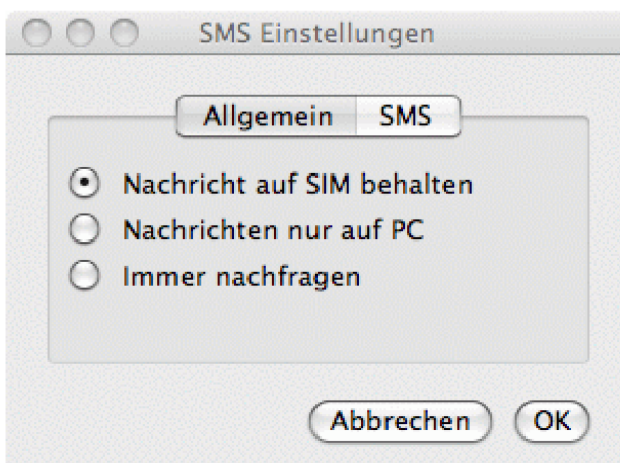 SMS Einstellungen
Allgemein SMS
Nachricht auf SIM behalten
Nachrichten nur auf PC
Immer nachfragen
Abbrechen OK